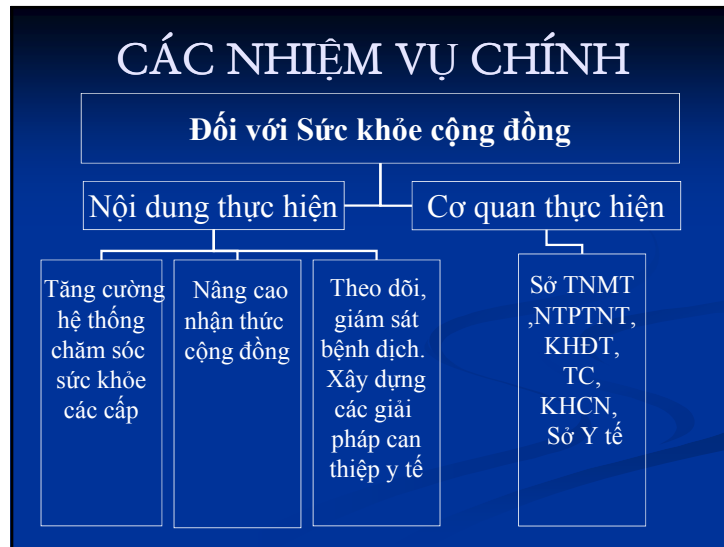 CÁC NHIỆM VỤ CHÍNH
Đối với Sức khỏe cộng đồng
Nội dung thực hiện
Cơ quan thực hiện
Tăng cường
hệ thống
chăm sóc
sức khỏe
các cấp
Nâng cao
nhận thức
cộng đồng
Theo dõi,
giám sát
bệnh dịch.
Xây dựng
các giải
pháp can
thiệp y tế
Sở TNMT
,NTPTNT,
KHĐT,
TC,
KHCN,
Sở Y tế